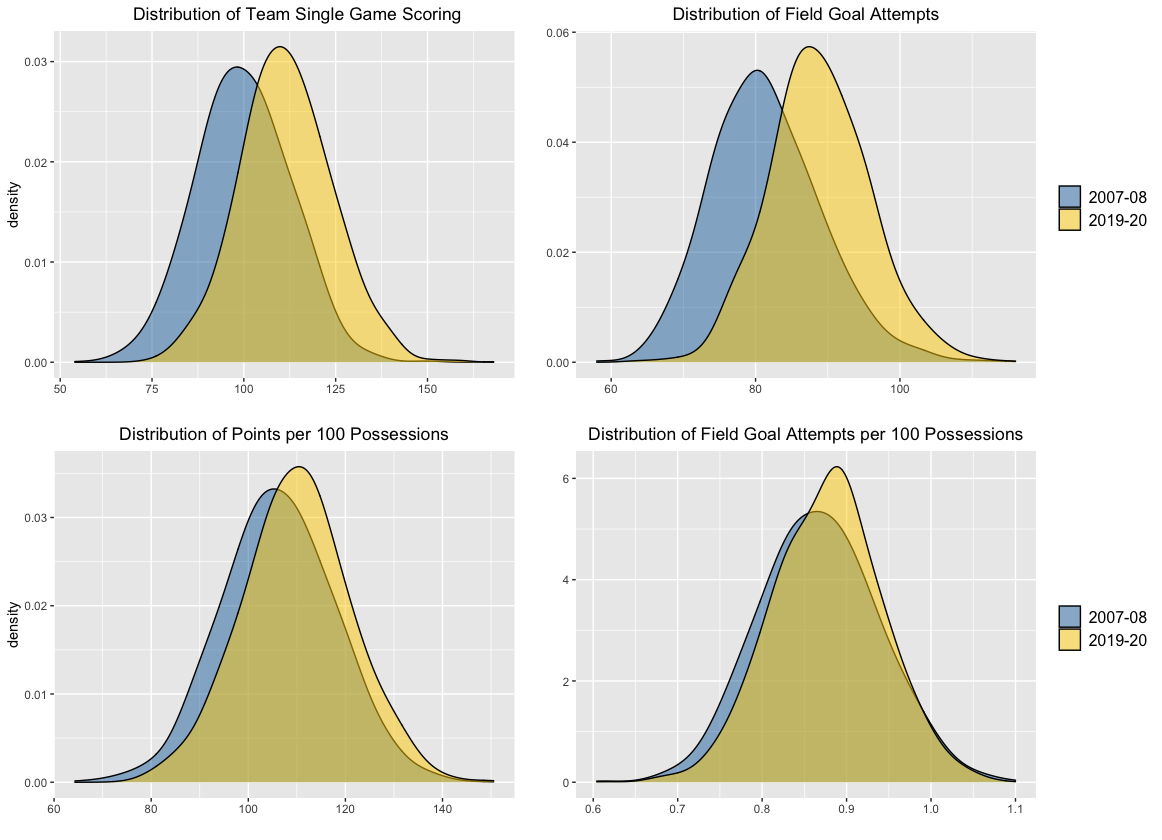 Distribution of Team Single Game Scoring
density
0.03
0.02
0.01
0.00
50 75 100 125 150
Distribution of Field Goal Attempts
0.06
0.04
0.02
0.00
60 80 100
2007-08
2019-20
Distribution of Points per 100 Possessions
density
0.03
0.02
0.01
0.00
60 80 100 120 140
Distribution of Field Goal Attempts per 100 Possessions
6
4
2
0
0.6 0.7 0.8 0.9 1.0 1.1
2007-08
2019-20